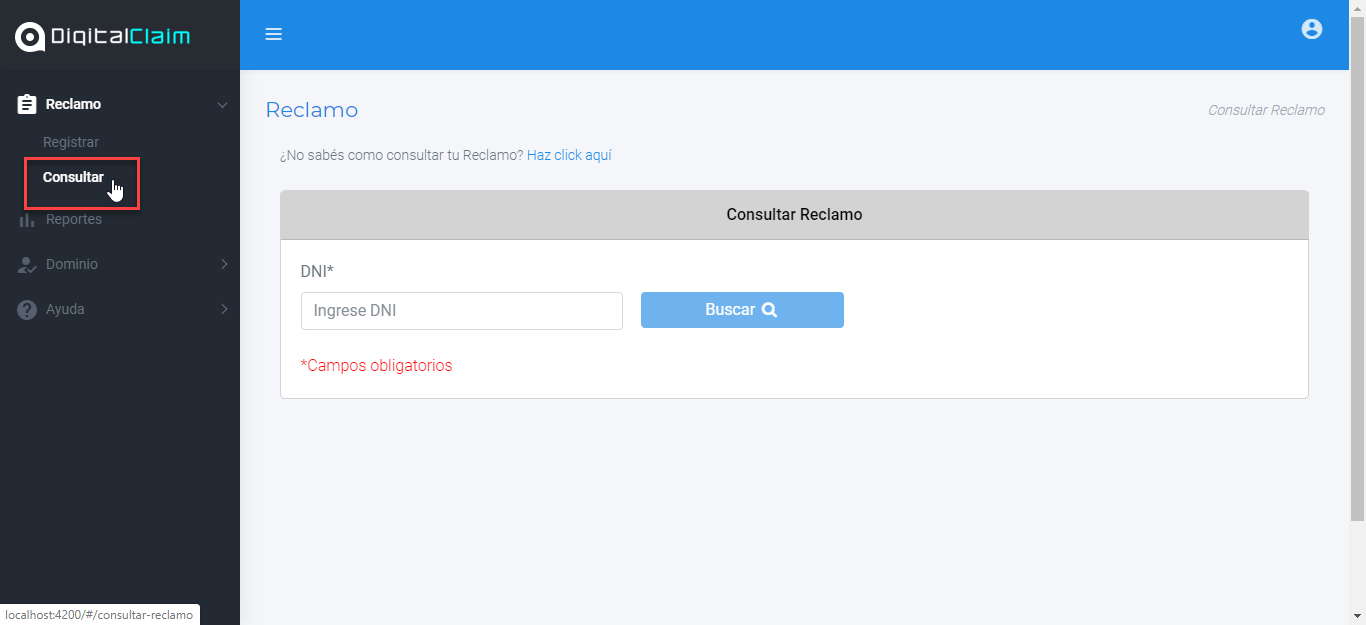 DigitalClaim
Reclamo
Registrar
Consultar
Reportes
Dominio
Ayuda
Reclamo
Consultar Reclamo
¿No sabés como consultar tu Reclamo? Haz click aquí
Consultar Reclamo
DNI*
Ingrese DNI
Buscar
*Campos obligatorios
localhost:4200/#/consultar-reclamo